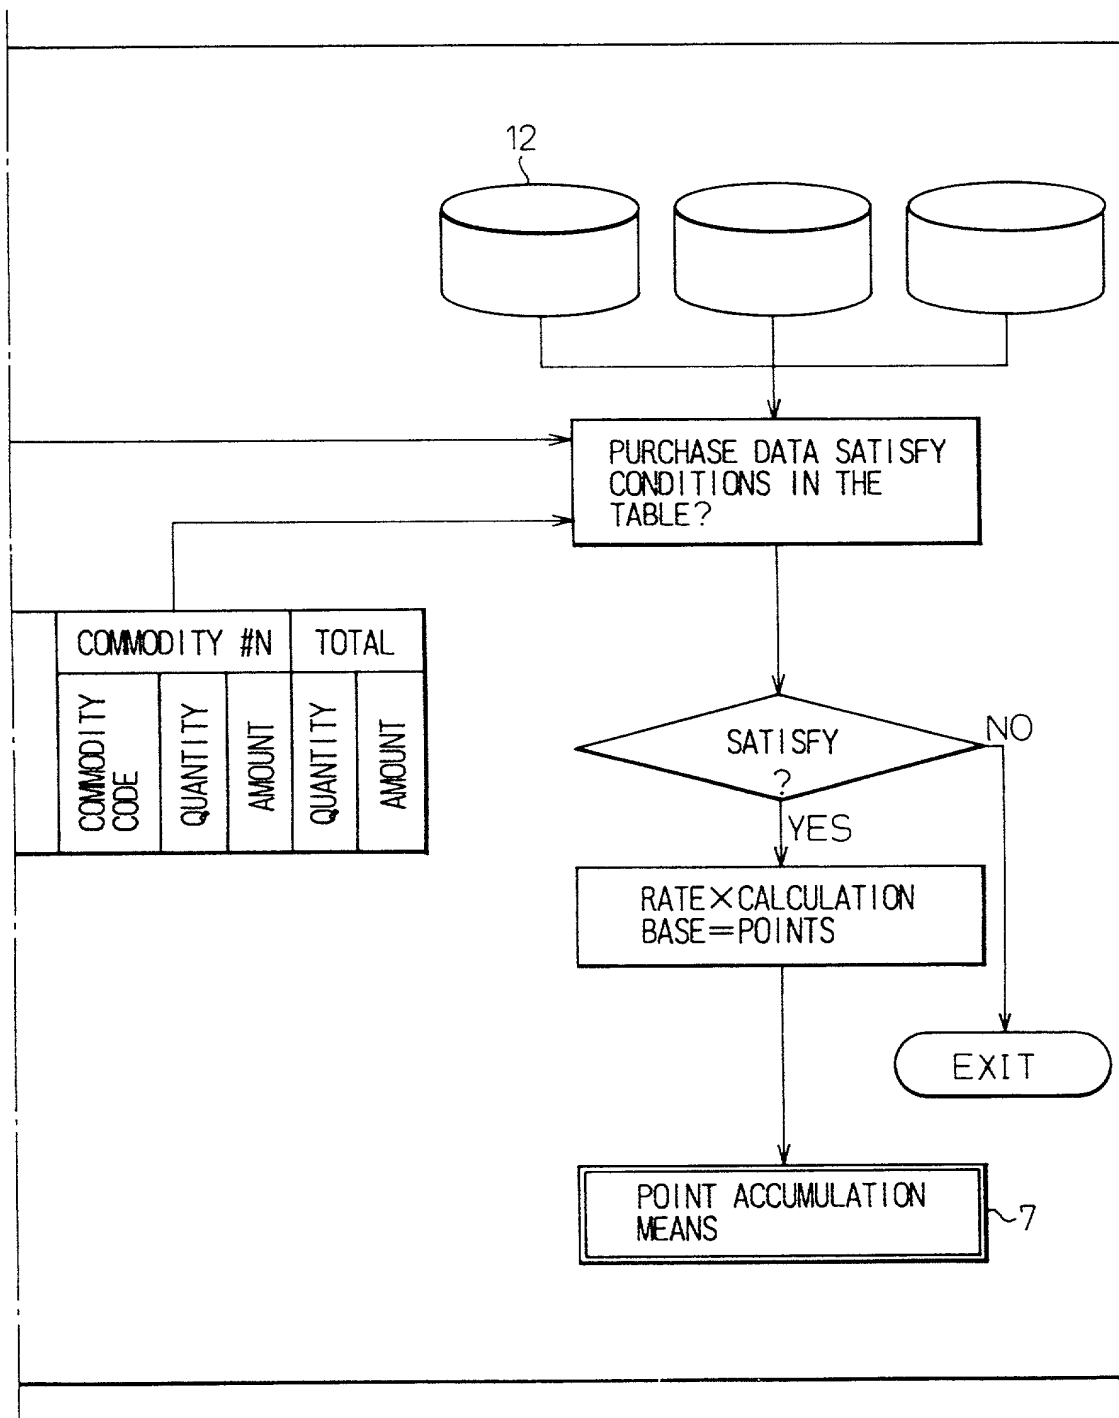 12
PURCHASE DATA SATISFY
CONDITIONS IN THE
TABLE?
COMMODITY #N
TOTAL
COMMODITY
CODE
QUANTITY
AMOUNT
QUANTITY
AMOUNT
SATISFY
?
NO
YES
RATE×CALCULATION
BASE=POINTS
EXIT
POINT ACCUMULATION
MEANS
7